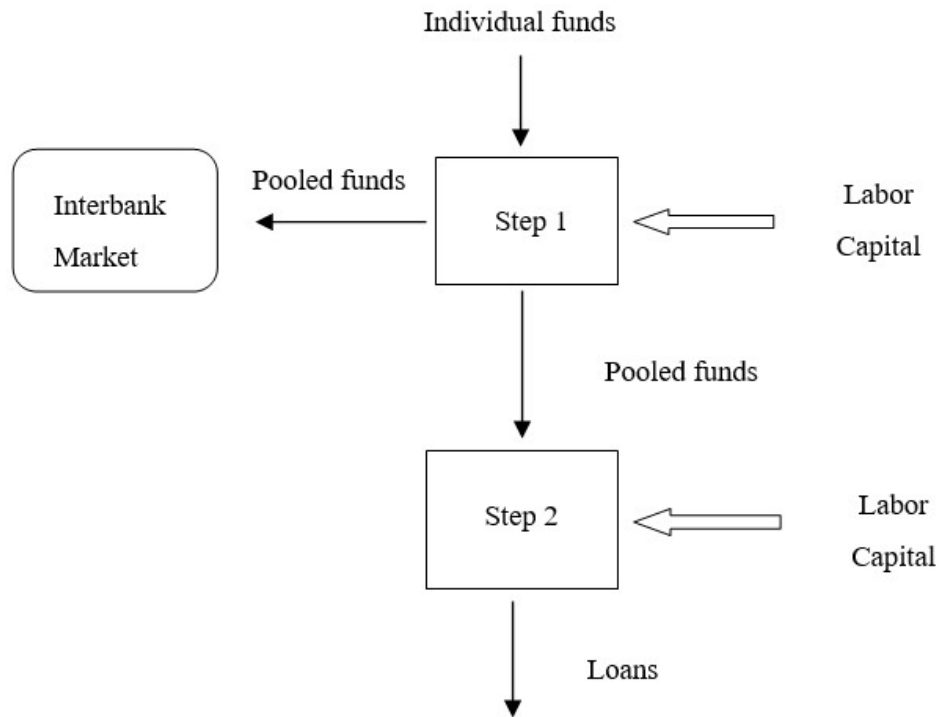 Individual funds
Pooled funds
Interbank
Market
Step 1
Labor
Capital
Pooled funds
Step 2
Labor
Capital
Loans